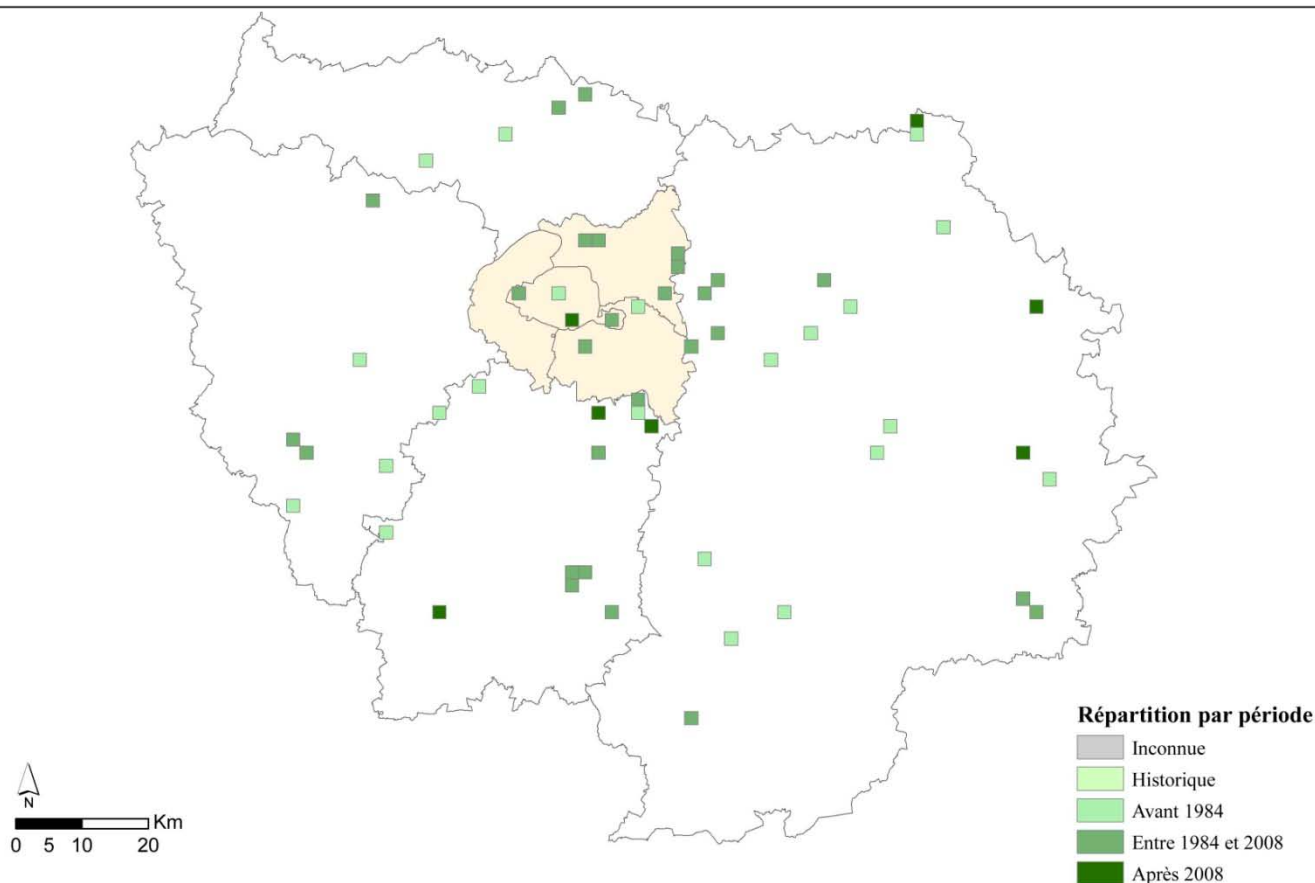 Répartition par période
Inconnue
Historique
Avant 1984
Entre 1984 et 2008
Après 2008
N
Km
0 5 10 20